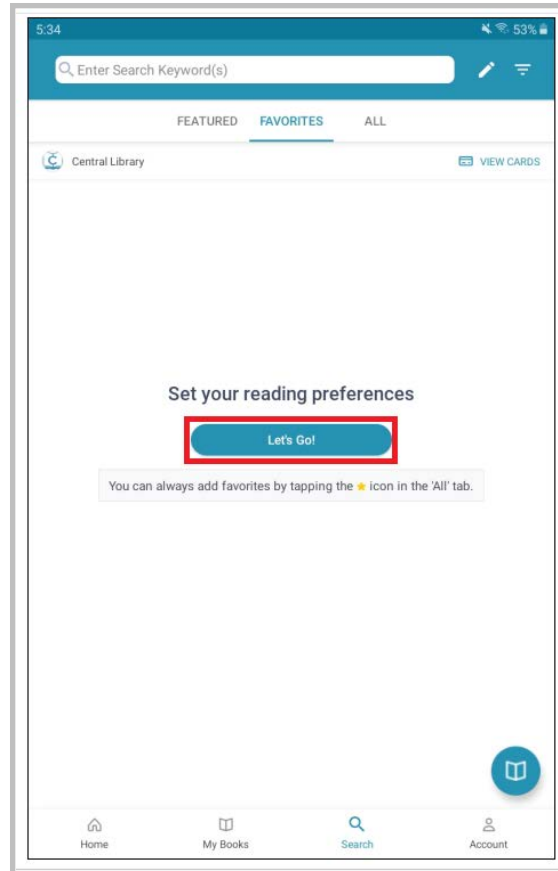 5:34 53%
Enter Search Keyword(s)
FEATURED FAVORITES ALL
Central Library VIEW CARDS
Set your reading preferences
Let's Go!
You can always add favorites by tapping the ★ icon in the 'All' tab.
Home My Books Search Account